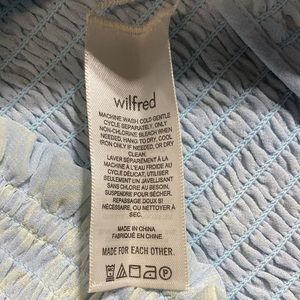 wilfred
MACHINE WASH COLD GENTLE
CYCLE SEPARATELY, ONLY
NON-CHLORINE BLEACH WHEN
NEEDED, HANG TO DRY, COOL
IRON ONLY IF NEEDED, OR DRY
CLEAN.
LAVER SÉPARÉMENT À LA
MACHINE À L'EAU FROIDE AU
CYCLE DÉLICAT, UTILISER
SEULEMENT UN JAVELLISANT
SANS CHLORE AU BESOIN,
SUSPENDRE POUR SÉCHER,
REPASSAGE DOUX SI
NÉCESSAIRE, OU NETTOYER À
SEC.
MADE IN CHINA
FABRIQUÉ EN CHINE.
MADE FOR EACH OTHER.